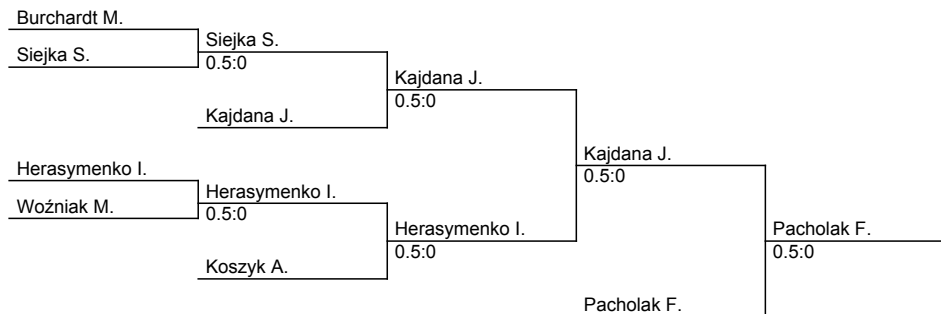 Burchardt M.
Siejka S.
Siejka S.
0.5:0
Kajdana J.
0.5:0
Kajdana J.
Kajdana J.
0.5:0
Herasymenko I.
Herasymenko I.
0.5:0
Woźniak M.
Herasymenko I.
0.5:0
Pacholak F.
0.5:0
Koszyk A.
Pacholak F.